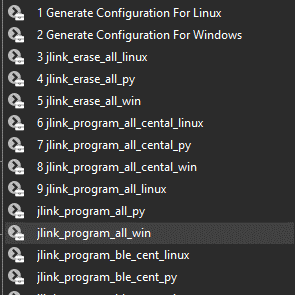 1 Generate Configuration For Linux
2 Generate Configuration For Windows
3 jlink_erase_all_linux
4 jlink_erase_all_py
5 jlink_erase_all_win
6 jlink_program_all_cental_linux
7 jlink_program_all_cental_py
8 jlink_program_all_cental_win
9 jlink_program_all_linux
jlink_program_all_py
jlink_program_all_win
jlink_program_ble_cent_linux
jlink_program_ble_cent_py